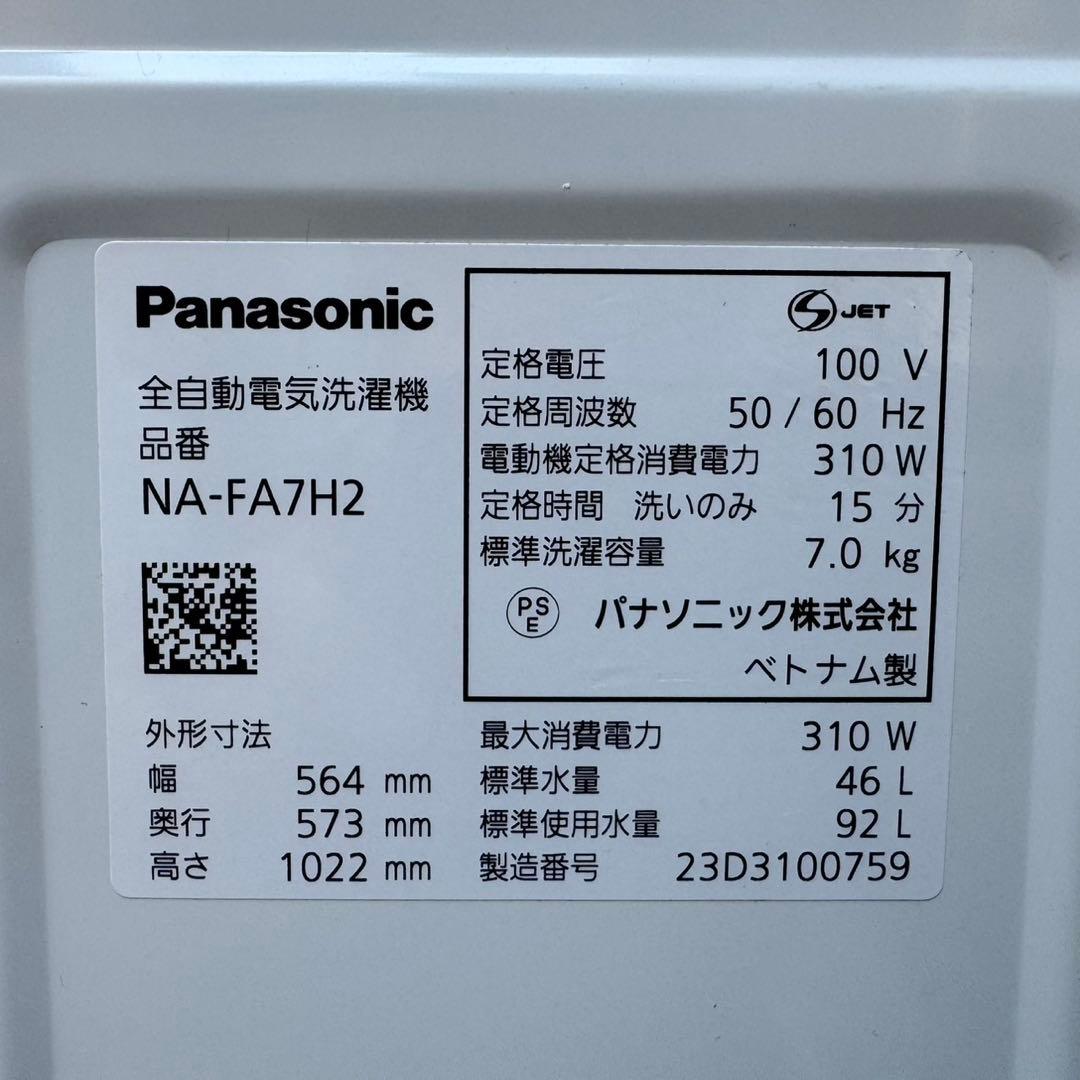 Panasonic
全自動電気洗濯機
品番
NA-FA7H2
外形寸法
幅 564 mm
奥行 573 mm
高さ 1022 mm
S JET
定格電圧 100 V
定格周波数 50 / 60 Hz
電動機定格消費電力 310 W
定格時間 洗いのみ 15 分
標準洗濯容量 7.0 kg
PSE パナソニック株式会社
ベトナム製
最大消費電力 310 W
標準水量 46 L
標準使用水量 92 L
製造番号 23D3100759